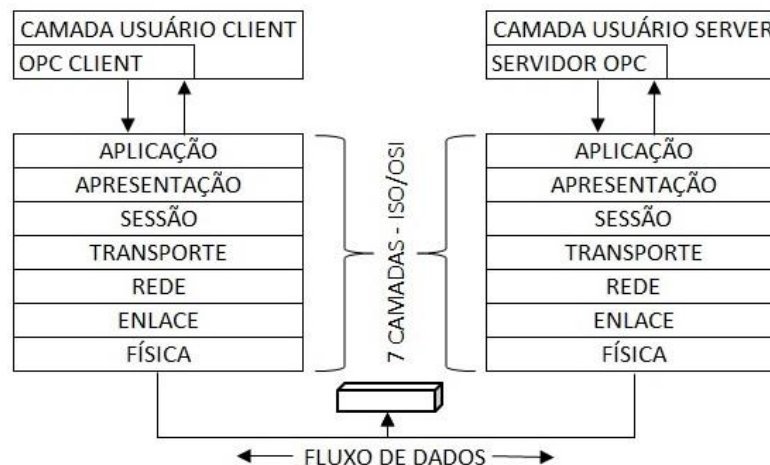 CAMADA USUÁRIO CLIENT
OPC CLIENT
APLICAÇÃO
APRESENTAÇÃO
SESSÃO
TRANSPORTE
REDE
ENLACE
FÍSICA
7 CAMADAS - ISO/OSI
CAMADA USUÁRIO SERVER
SERVIDOR OPC
APLICAÇÃO
APRESENTAÇÃO
SESSÃO
TRANSPORTE
REDE
ENLACE
FÍSICA
FLUXO DE DADOS